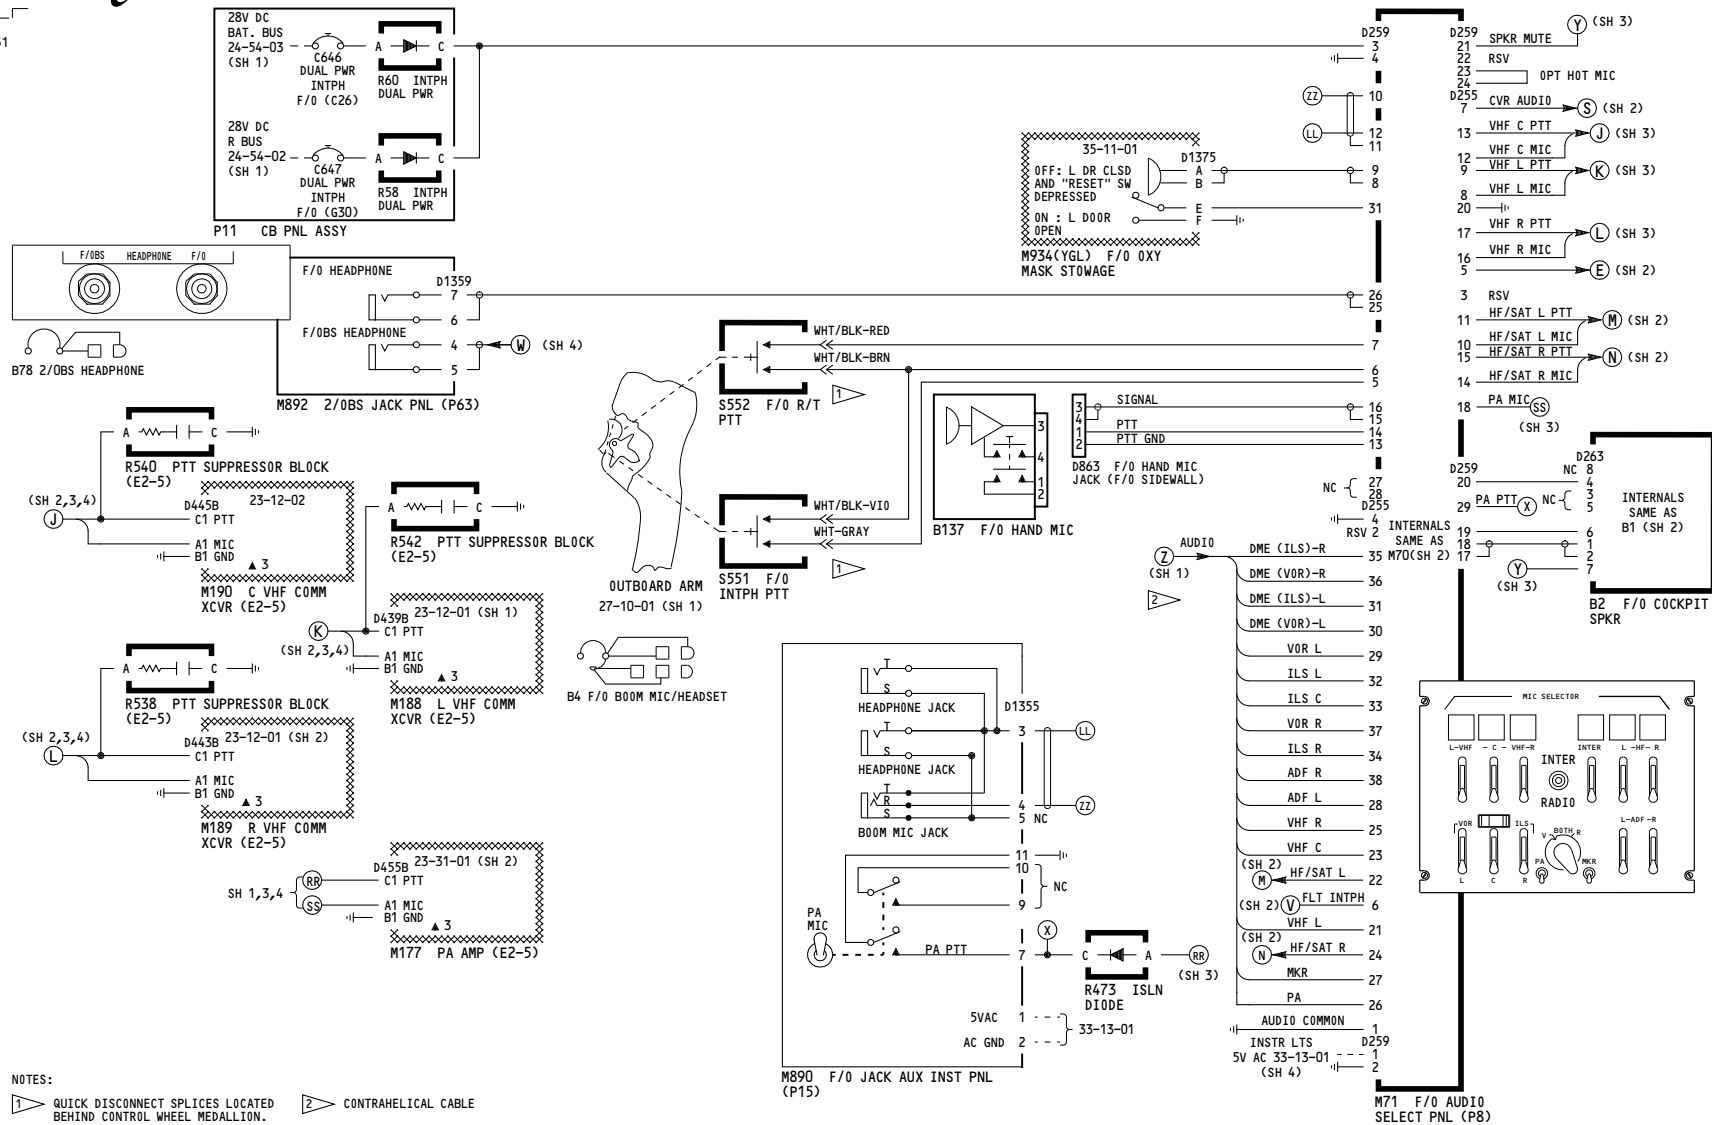 51
28V DC
BAT. BUS
24-54-03
(SH 1)
C646
DUAL PWR
INTPH
F/O (C26)
A
C
R60 INTPH
DUAL PWR
28V DC
R BUS
24-54-02
(SH 1)
C647
DUAL PWR
INTPH
F/O (G30)
A
C
R58 INTPH
DUAL PWR
P11 CB PNL ASSY
F/OBS HEADPHONE F/O
F/O HEADPHONE
D1359
7
6
F/OBS HEADPHONE
4
5
W (SH 4)
B78 2/OBS HEADPHONE
M892 2/OBS JACK PNL (P63)
A C
R540 PTT SUPPRESSOR BLOCK
(E2-5)
(SH 2,3,4)
J
D445B 23-12-02
C1 PTT
A1 MIC
B1 GND
3
M190 C VHF COMM
XCVR (E2-5)
A C
R542 PTT SUPPRESSOR BLOCK
(E2-5)
K
(SH 2,3,4)
D439B 23-12-01 (SH 1)
C1 PTT
A1 MIC
B1 GND
3
M188 L VHF COMM
XCVR (E2-5)
A C
R538 PTT SUPPRESSOR BLOCK
(E2-5)
(SH 2,3,4)
L
23-12-01 (SH 2)
D443B
C1 PTT
A1 MIC
B1 GND
3
M189 R VHF COMM
XCVR (E2-5)
SH 1,3,4
RR
SS
23-31-01 (SH 2)
D455B
C1 PTT
A1 MIC
B1 GND
3
M177 PA AMP (E2-5)
NOTES:
1 QUICK DISCONNECT SPLICES LOCATED
BEHIND CONTROL WHEEL MEDALLION.
2 CONTRAHELICAL CABLE
OUTBOARD ARM
27-10-01 (SH 1)
B4 F/O BOOM MIC/HEADSET
S552 F/O R/T
PTT
WHT/BLK-RED
WHT/BLK-BRN
1
S551 F/O
INTPH PTT
WHT/BLK-VIO
WHT-GRAY
1
35-11-01
D1375
OFF: L DR CLSD
AND "RESET" SW
DEPRESSED
ON : L DOOR
OPEN
A
B
E
F
M934(YGL) F/O OXY
MASK STOWAGE
B137 F/O HAND MIC
3
4
1
2
3
4
1
2
SIGNAL
PTT
PTT GND
D863 F/O HAND MIC
JACK (F/O SIDEWALL)
T
S
HEADPHONE JACK
T
S
HEADPHONE JACK
T
R
S
BOOM MIC JACK
D1355
3
LL
4
5 NC
ZZ
11
10
NC
9
PA
MIC
PA PTT
7
X
C A
R473 ISLN
DIODE
RR
(SH 3)
5VAC 1
AC GND 2
33-13-01
M890 F/O JACK AUX INST PNL
(P15)
D259
3
4
ZZ
10
LL
12
11
9
8
31
26
25
7
6
5
16
15
14
13
NC
27
28
D255
4
RSV 2
INTERNALS
SAME AS
M70(SH 2)
Z AUDIO
(SH 1)
2
DME (ILS)-R 35
DME (VOR)-R 36
DME (ILS)-L 31
DME (VOR)-L 30
VOR L 29
ILS L 32
ILS C 33
VOR R 37
ILS R 34
ADF R 38
ADF L 28
VHF R 25
VHF C 23
(SH 2)
M HF/SAT L 22
(SH 2) V FLT INTPH 6
VHF L 21
(SH 2)
N HF/SAT R 24
MKR 27
PA 26
AUDIO COMMON 1
D259
INSTR LTS
5V AC 33-13-01 1
(SH 4) 2
M71 F/O AUDIO
SELECT PNL (P8)
D259
21 SPKR MUTE Y (SH 3)
22 RSV
23
24
OPT HOT MIC
D255
7 CVR AUDIO S (SH 2)
13 VHF C PTT J (SH 3)
12 VHF C MIC
9 VHF L PTT K (SH 3)
8 VHF L MIC
20
17 VHF R PTT L (SH 3)
16 VHF R MIC
5 E (SH 2)
3 RSV
11 HF/SAT L PTT M (SH 2)
10 HF/SAT L MIC
15 HF/SAT R PTT N (SH 2)
14 HF/SAT R MIC
18 PA MIC SS
(SH 3)
D259
20
29 PA PTT X
19
18
17
Y
(SH 3)
D263
NC 8
4
NC
3
5
6
1
2
7
INTERNALS
SAME AS
B1 (SH 2)
B2 F/O COCKPIT
SPKR
MIC SELECTOR
L-VHF - C - VHF-R INTER L -HF- R
INTER
RADIO
VOR ILS
L-ADF-R
V BOTH R
PA MKR
L C R